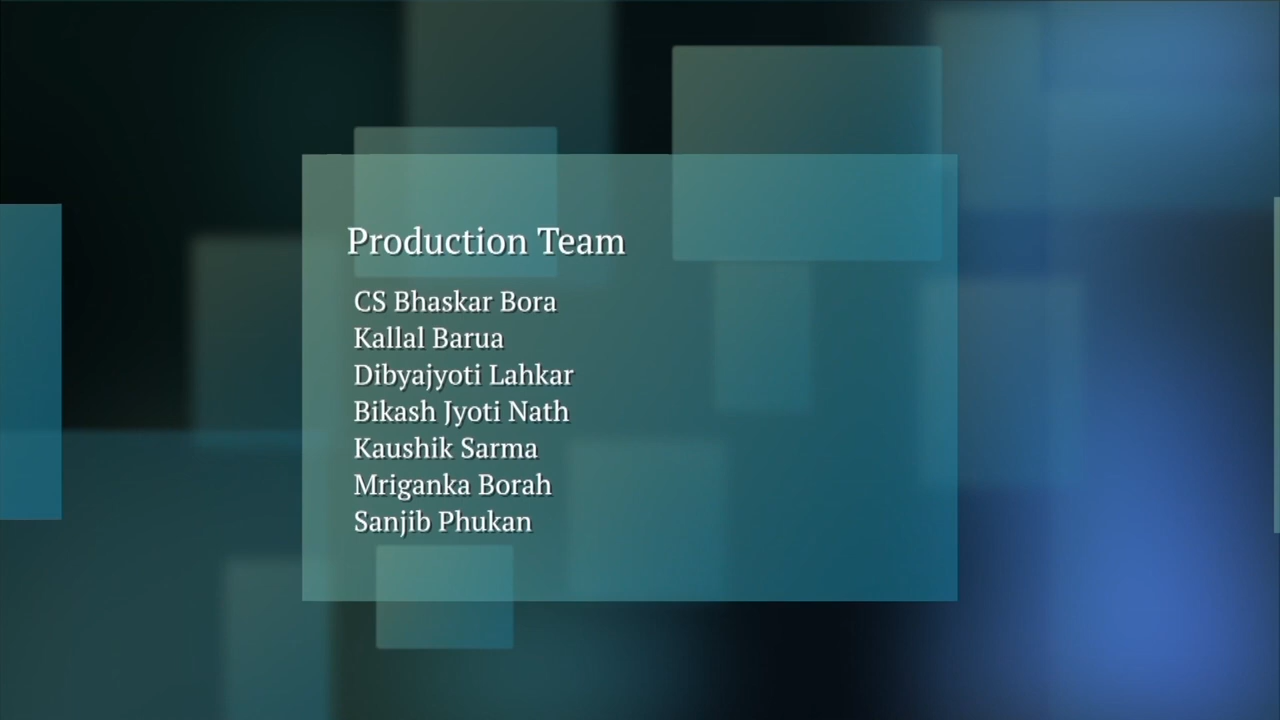 Production Team
CS Bhaskar Bora
Kallal Barua
Dibyajyoti Lahkar
Bikash Jyoti Nath
Kaushik Sarma
Mriganka Borah
Sanjib Phukan